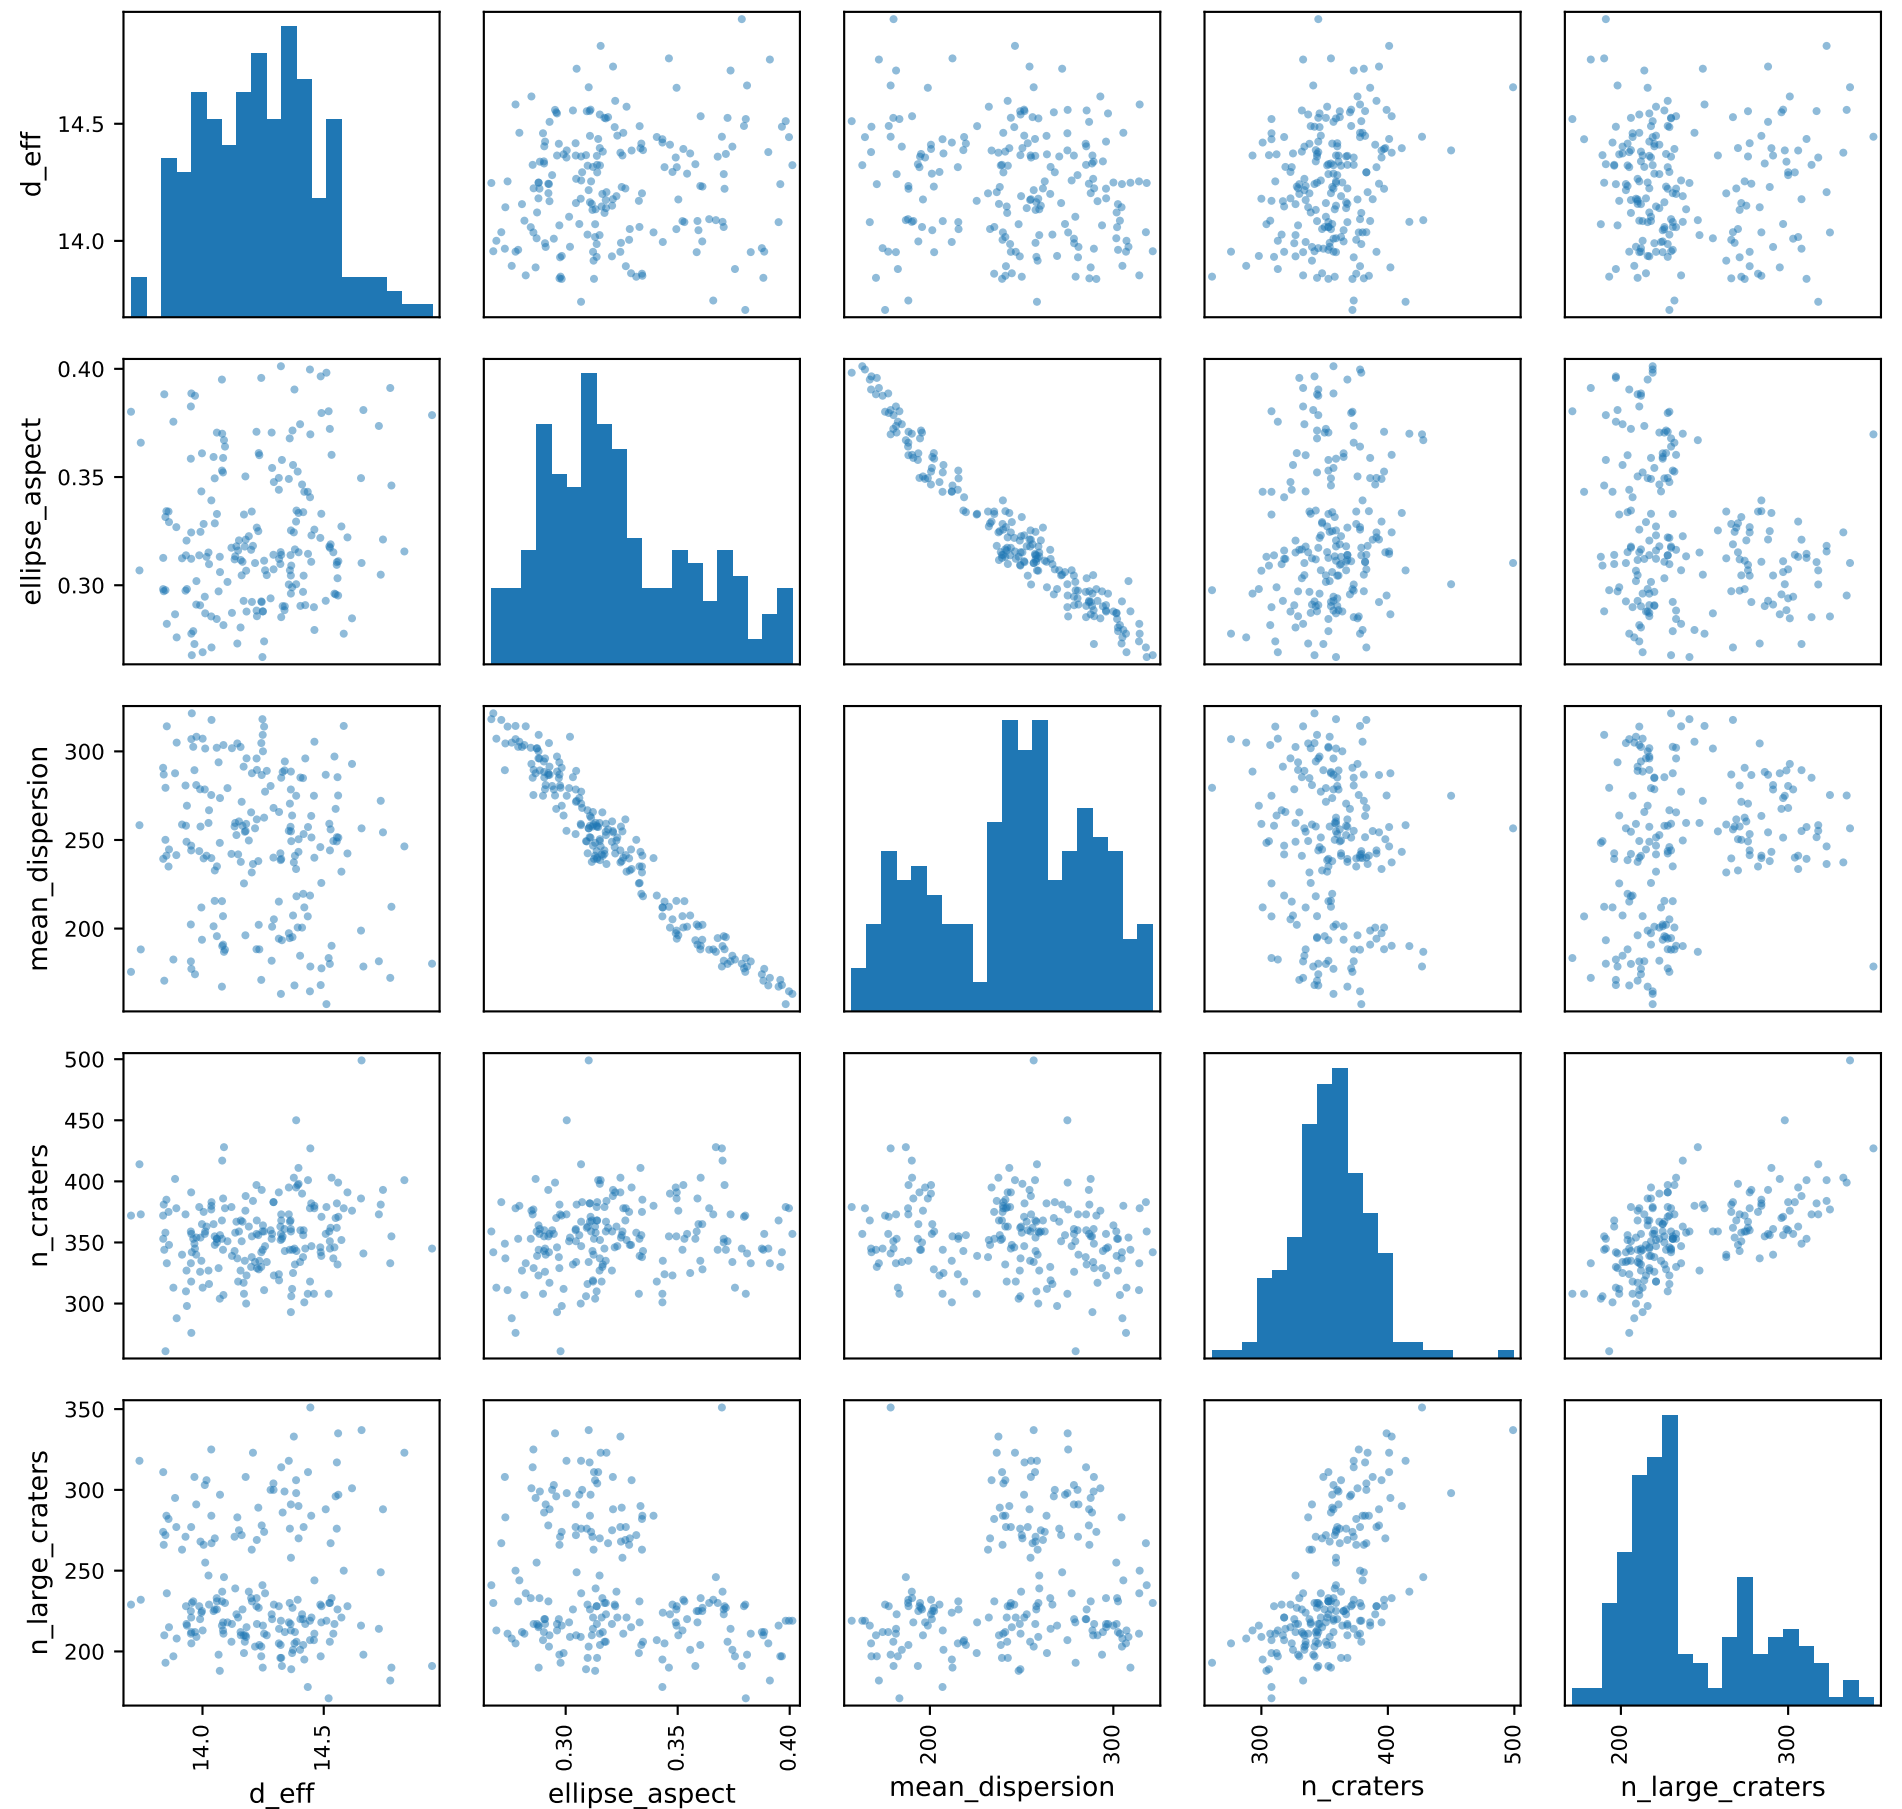 d_eff
14.5
14.0
ellipse_aspect
0.40
0.35
0.30
mean_dispersion
300
250
200
n_craters
500
450
400
350
300
n_large_craters
350
300
250
200
14.0 14.5 0.30 0.35 0.40 200 300 300 400 500 200 300
d_eff ellipse_aspect mean_dispersion n_craters n_large_craters